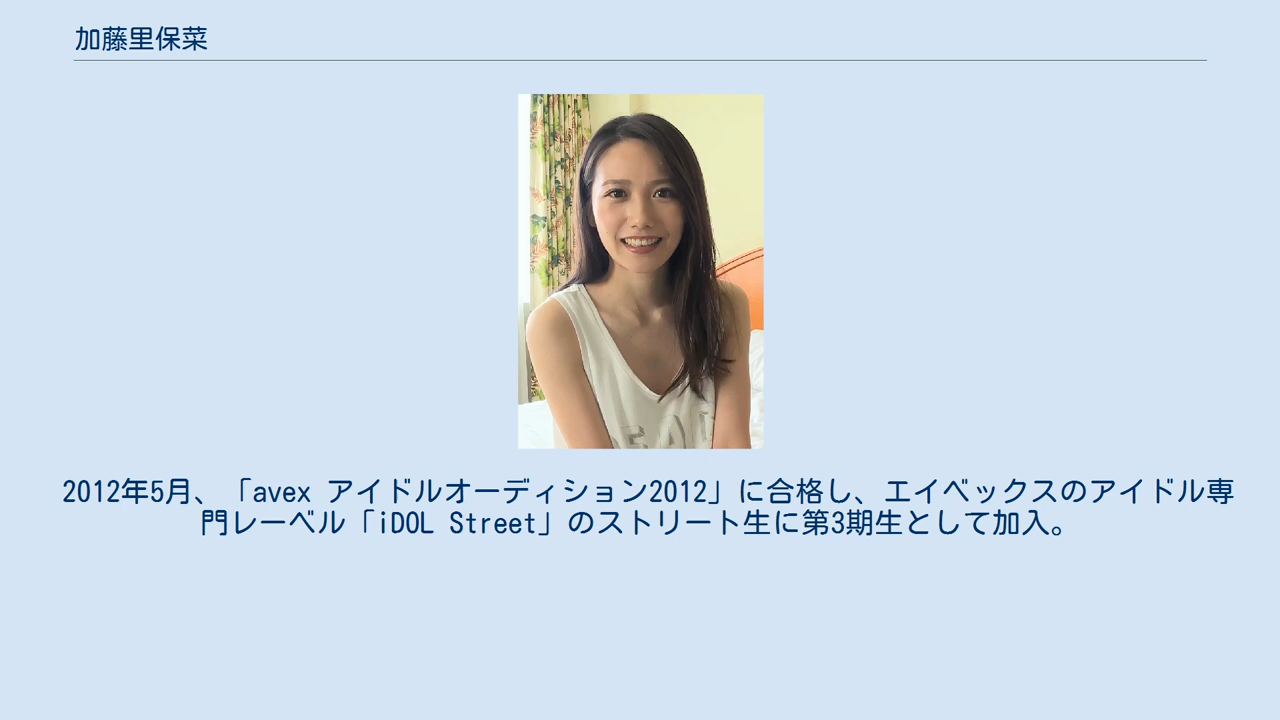 加藤里保菜
2012年5月、「avex アイドルオーディション2012」に合格し、エイベックスのアイドル専
門レーベル「iDOL Street」のストリート生に第3期生として加入。